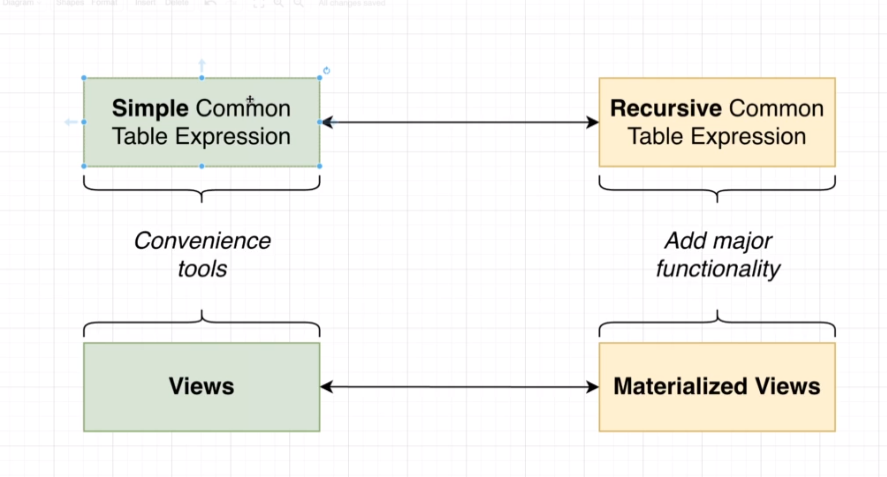 Diagram Shapes Format Insert Delete All changes saved
Simple Common
Table Expression
Recursive Common
Table Expression
Convenience
tools
Add major
functionality
Views
Materialized Views